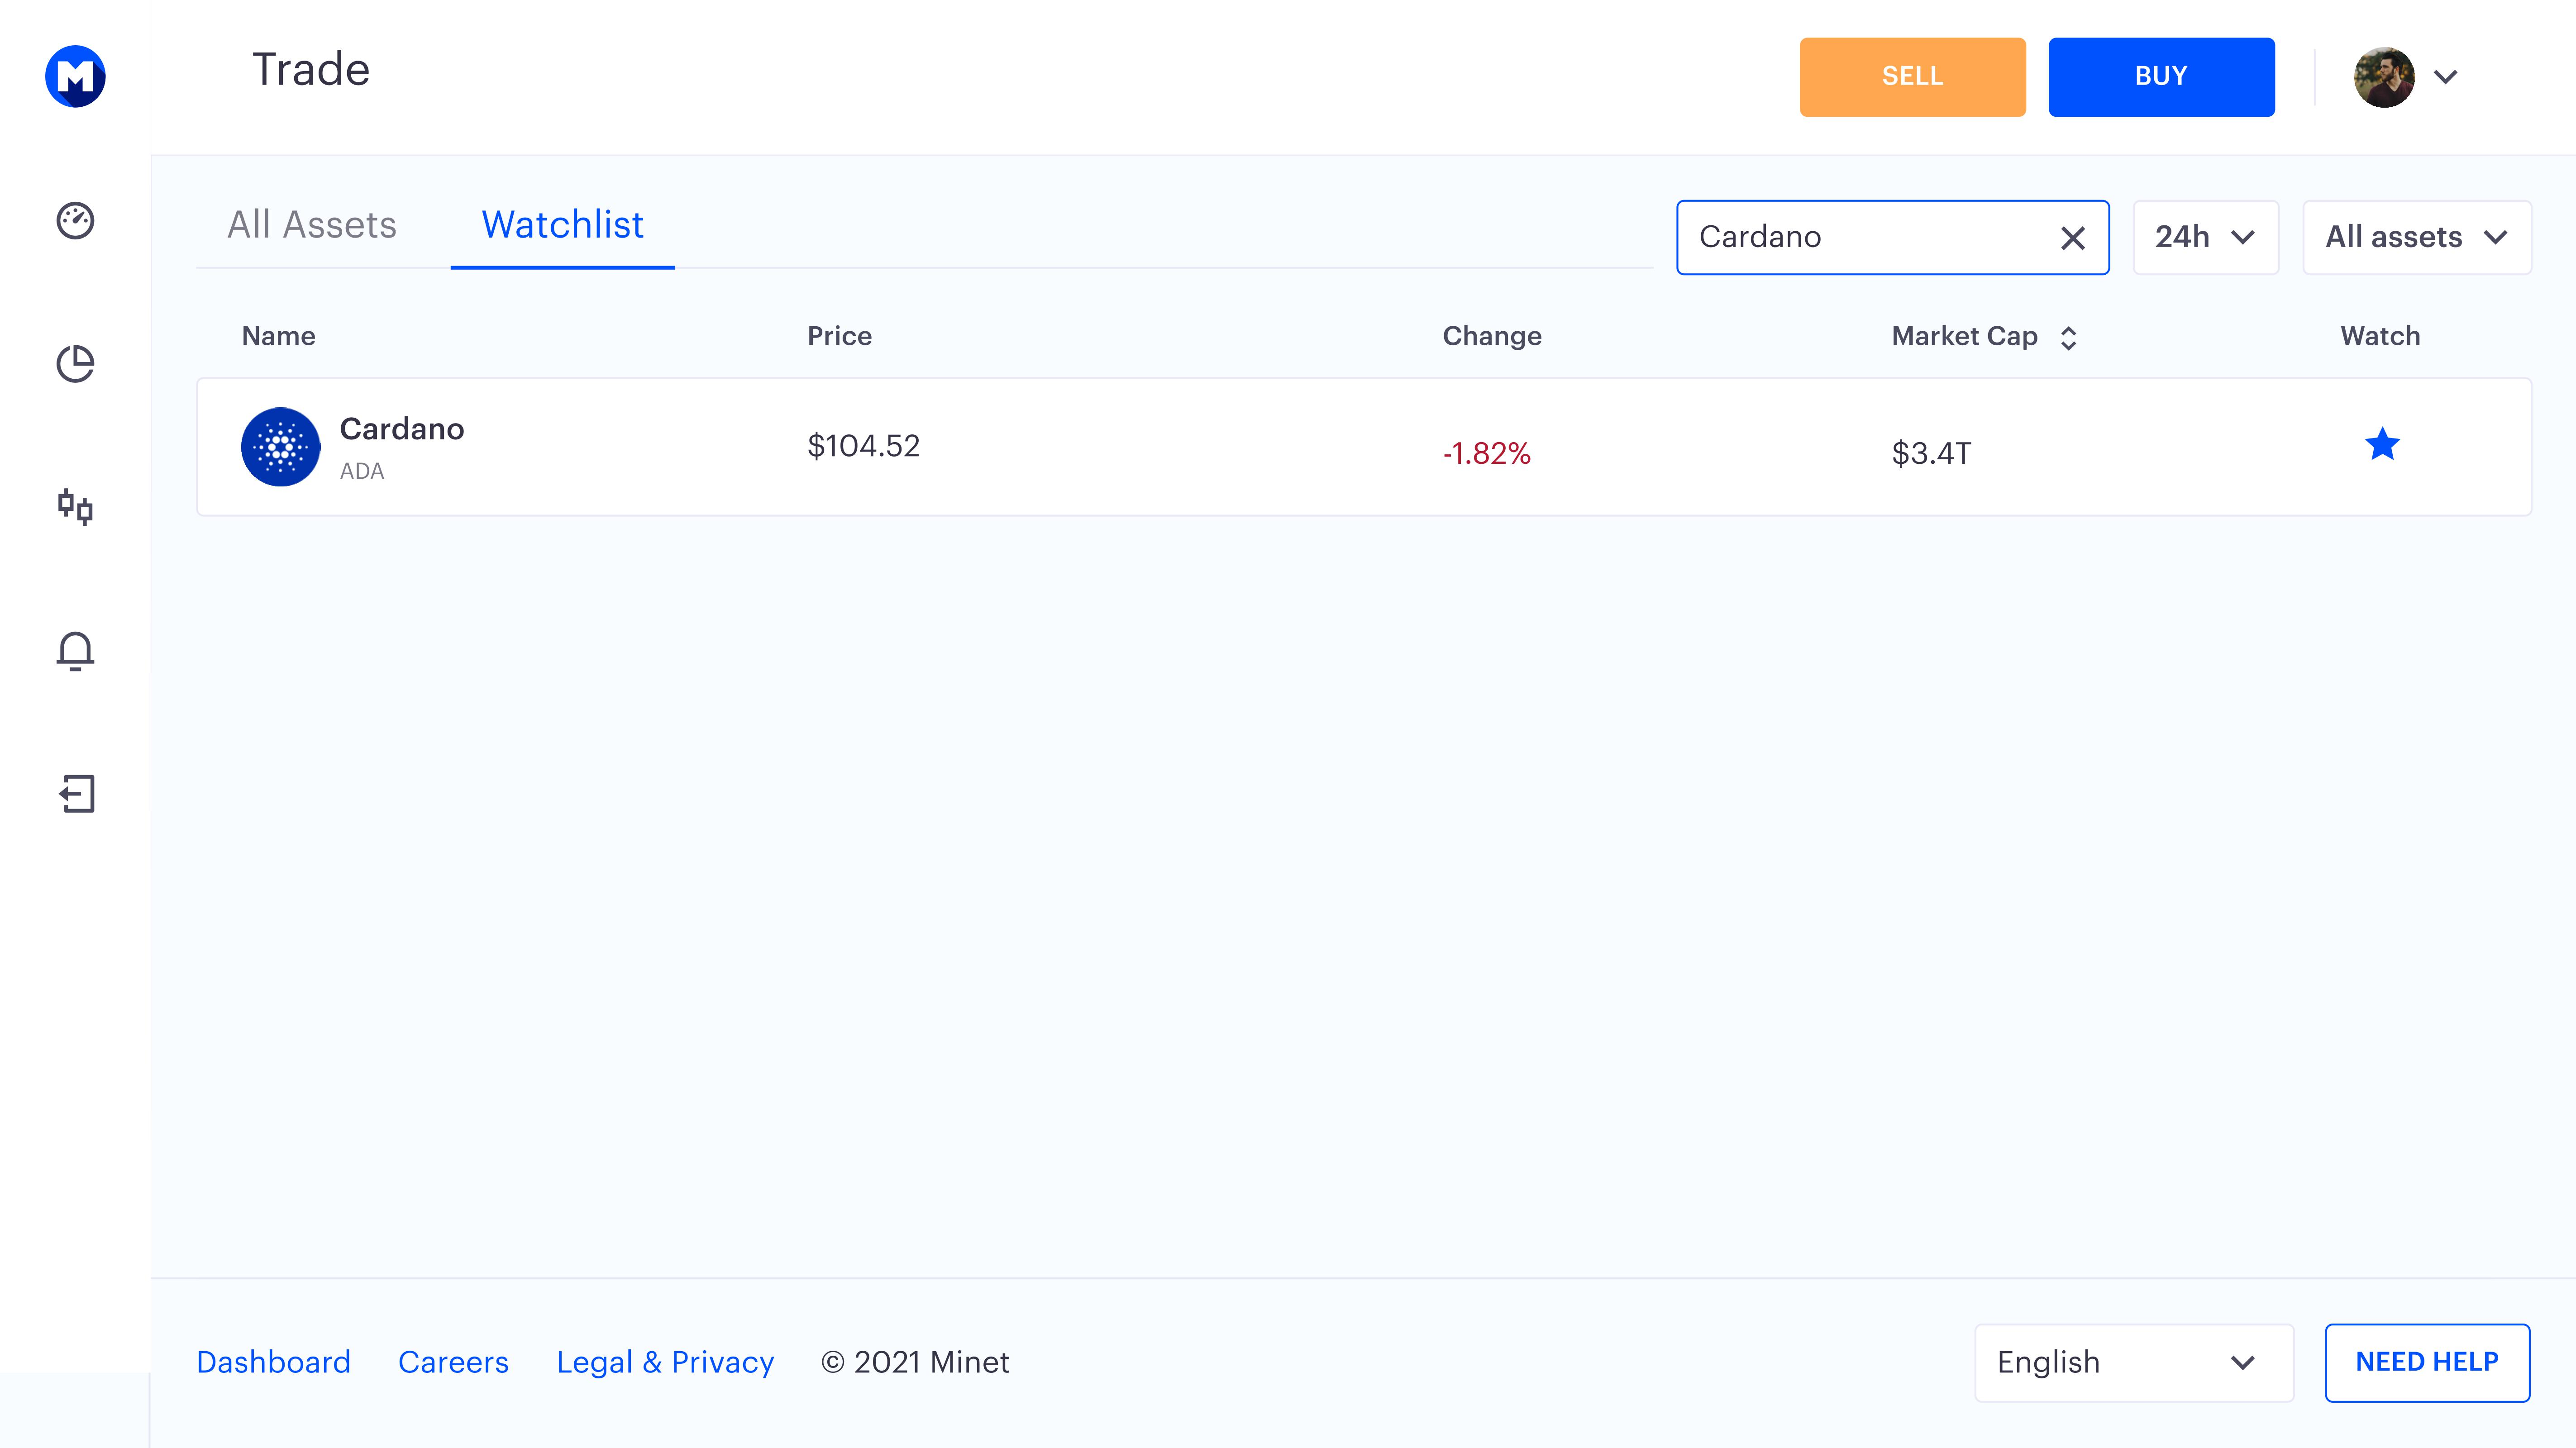 M
Trade
SELL
BUY
All Assets
Watchlist
Cardano
24h
All assets
Name
Price
Change
Market Cap
Watch
Cardano
ADA
$104.52
-1.82%
$3.4T
Dashboard
Careers
Legal & Privacy
© 2021 Minet
English
NEED HELP